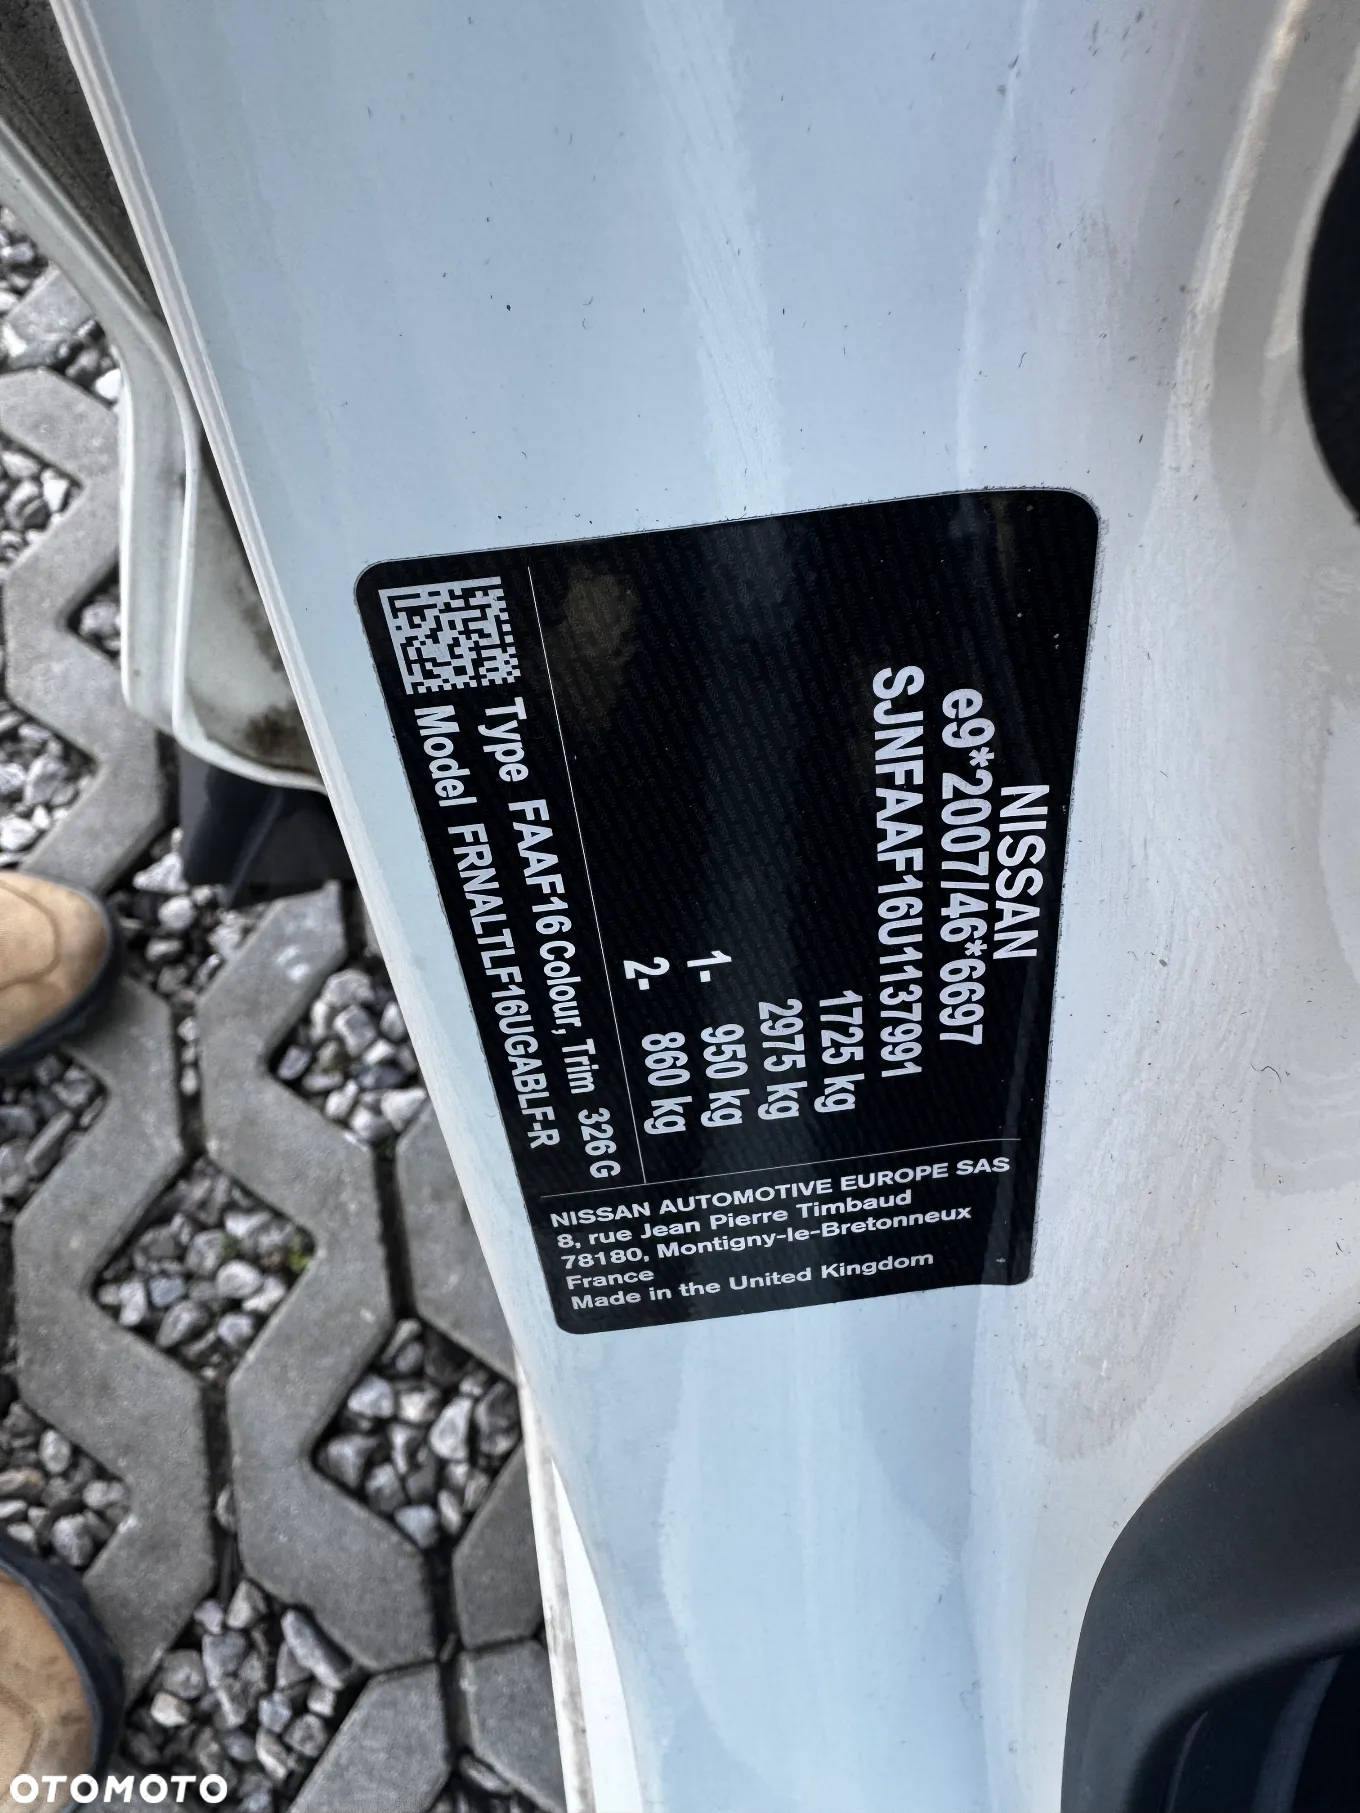 NISSAN
e9*2007/46*6697
SJNFAAF16U1137991
1725 kg
2975 kg
1- 950 kg
2- 860 kg
Type FAAF16 Colour, Trim 326 G
Model FRNALTLF16UGABLF-R
NISSAN AUTOMOTIVE EUROPE SAS
8, rue Jean Pierre Timbaud
78180, Montigny-le-Bretonneux
France
Made in the United Kingdom
OTOMOTO